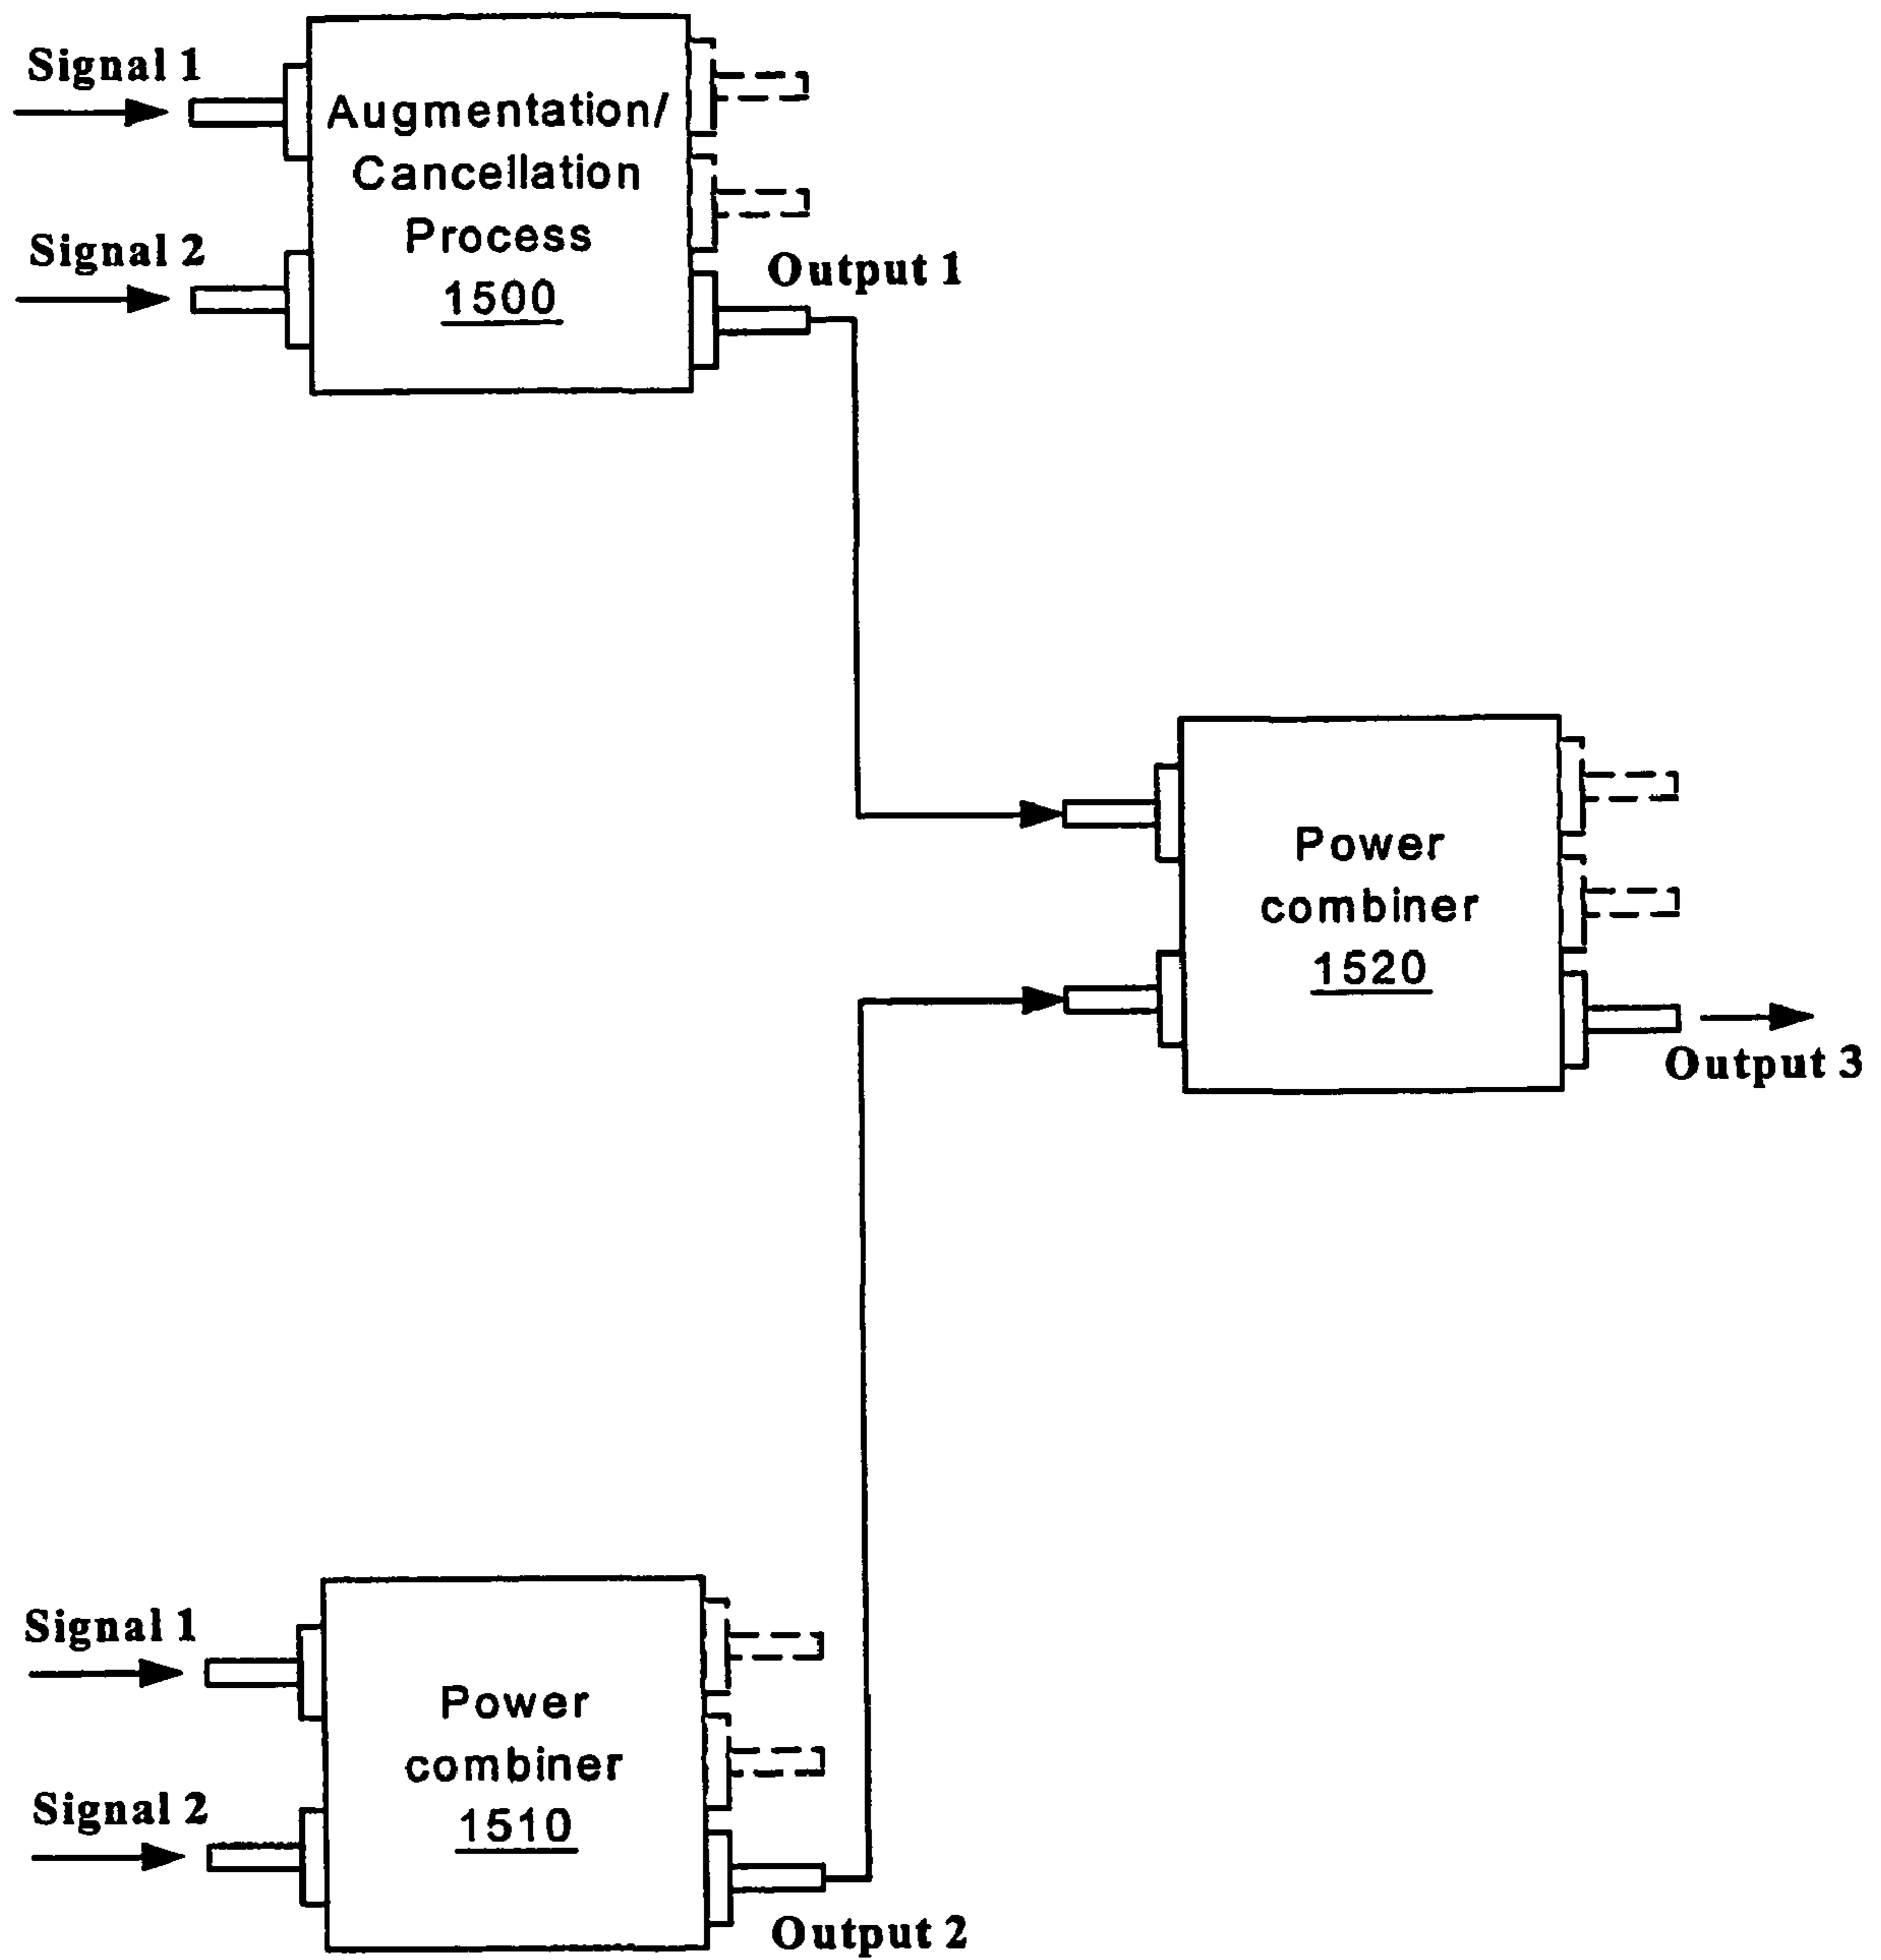 Signal 1
Signal 2
Augmentation/
Cancellation
Process
1500
Output 1
Power
combiner
1520
Output 3
Signal 1
Signal 2
Power
combiner
1510
Output 2